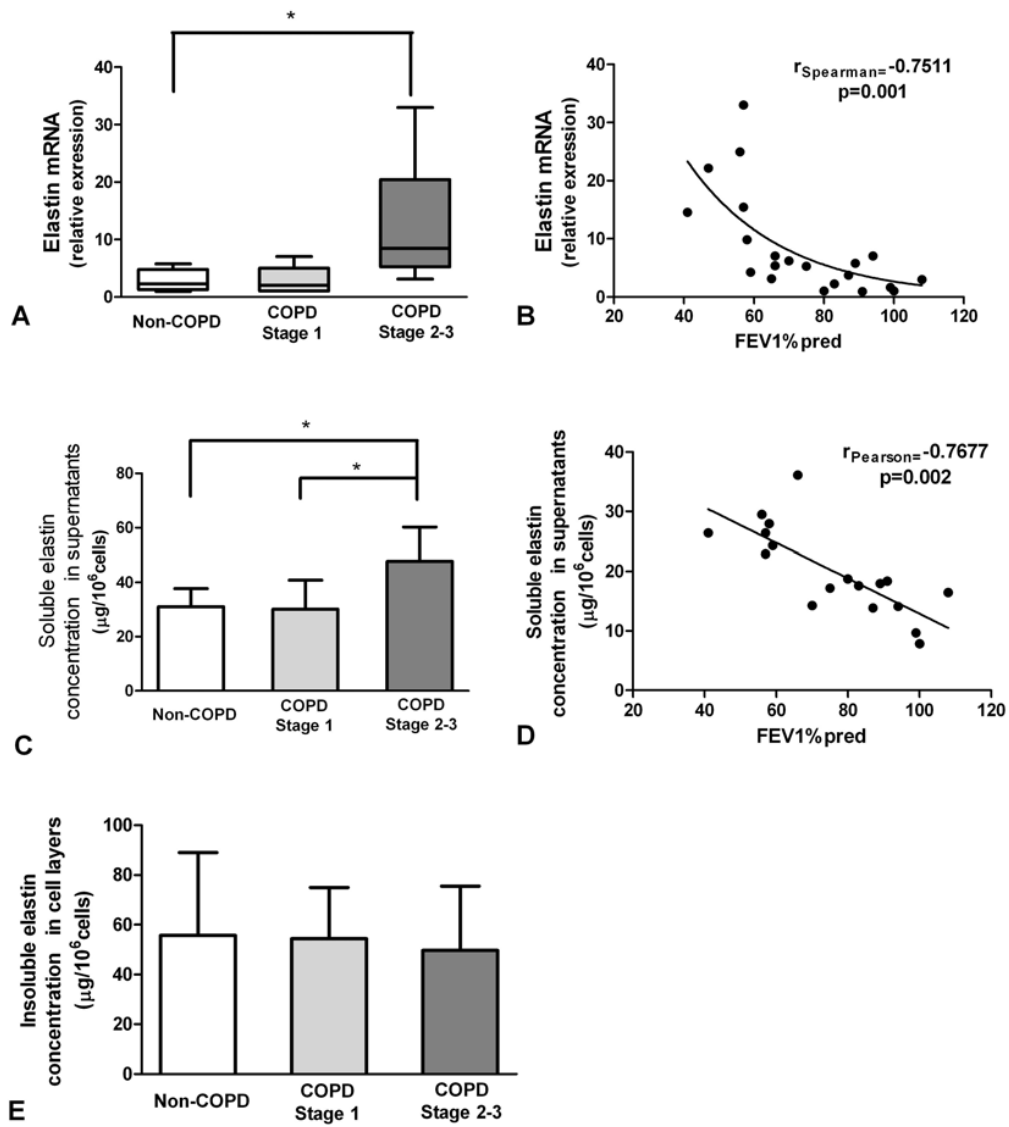 *
Elastin mRNA
(relative exression)
40
30
20
10
0
Non-COPD
COPD
Stage 1
COPD
Stage 2-3
A
rSpearman=-0.7511
p=0.001
Elastin mRNA
(relative exression)
40
30
20
10
0
20 40 60 80 100 120
FEV1%pred
B
*
*
Soluble elastin
concentration in supernatants
(µg/10⁶cells)
80
60
40
20
0
Non-COPD
COPD
Stage 1
COPD
Stage 2-3
C
rPearson=-0.7677
p=0.002
Soluble elastin
concentration in supernatants
(µg/10⁶cells)
40
30
20
10
0
20 40 60 80 100 120
FEV1%pred
D
Insoluble elastin
concentration in cell layers
(µg/10⁶cells)
100
80
60
40
20
0
Non-COPD
COPD
Stage 1
COPD
Stage 2-3
E